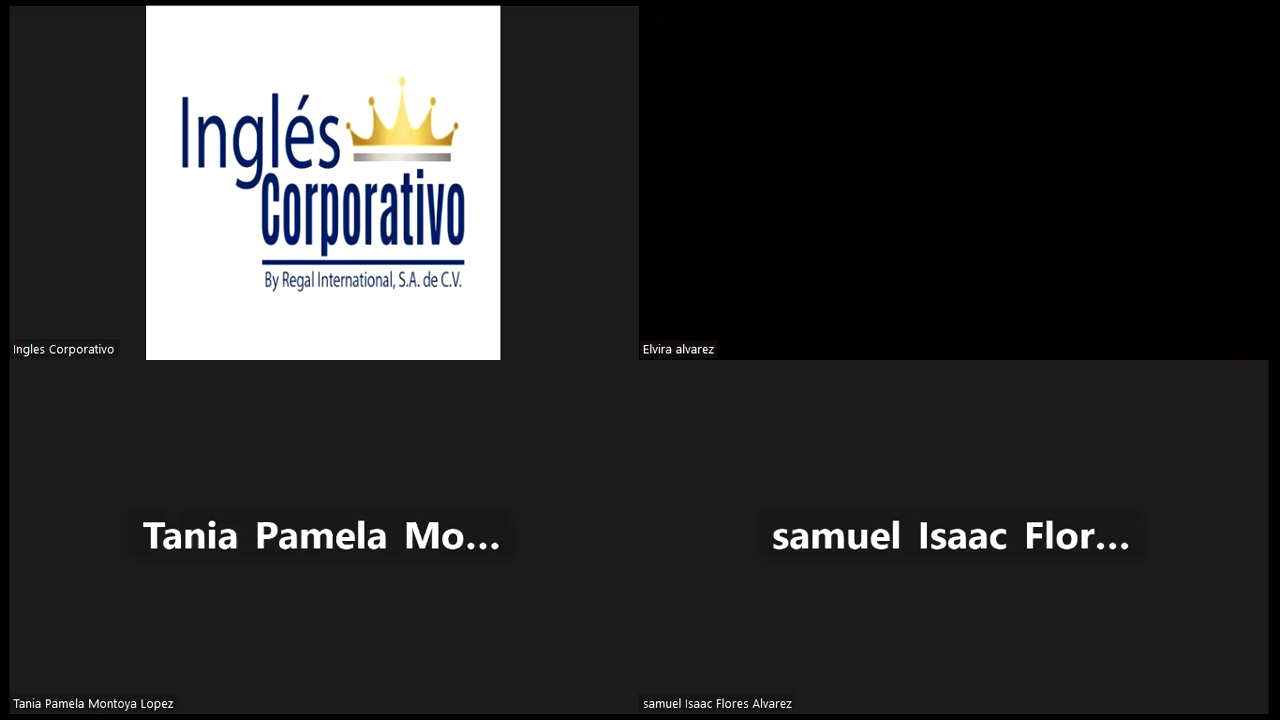 Inglés
Corporativo
By Regal International, S.A. de C.V.
Ingles Corporativo
Elvira alvarez
Tania Pamela Mo...
samuel Isaac Flor...
Tania Pamela Montoya Lopez
samuel Isaac Flores Alvarez